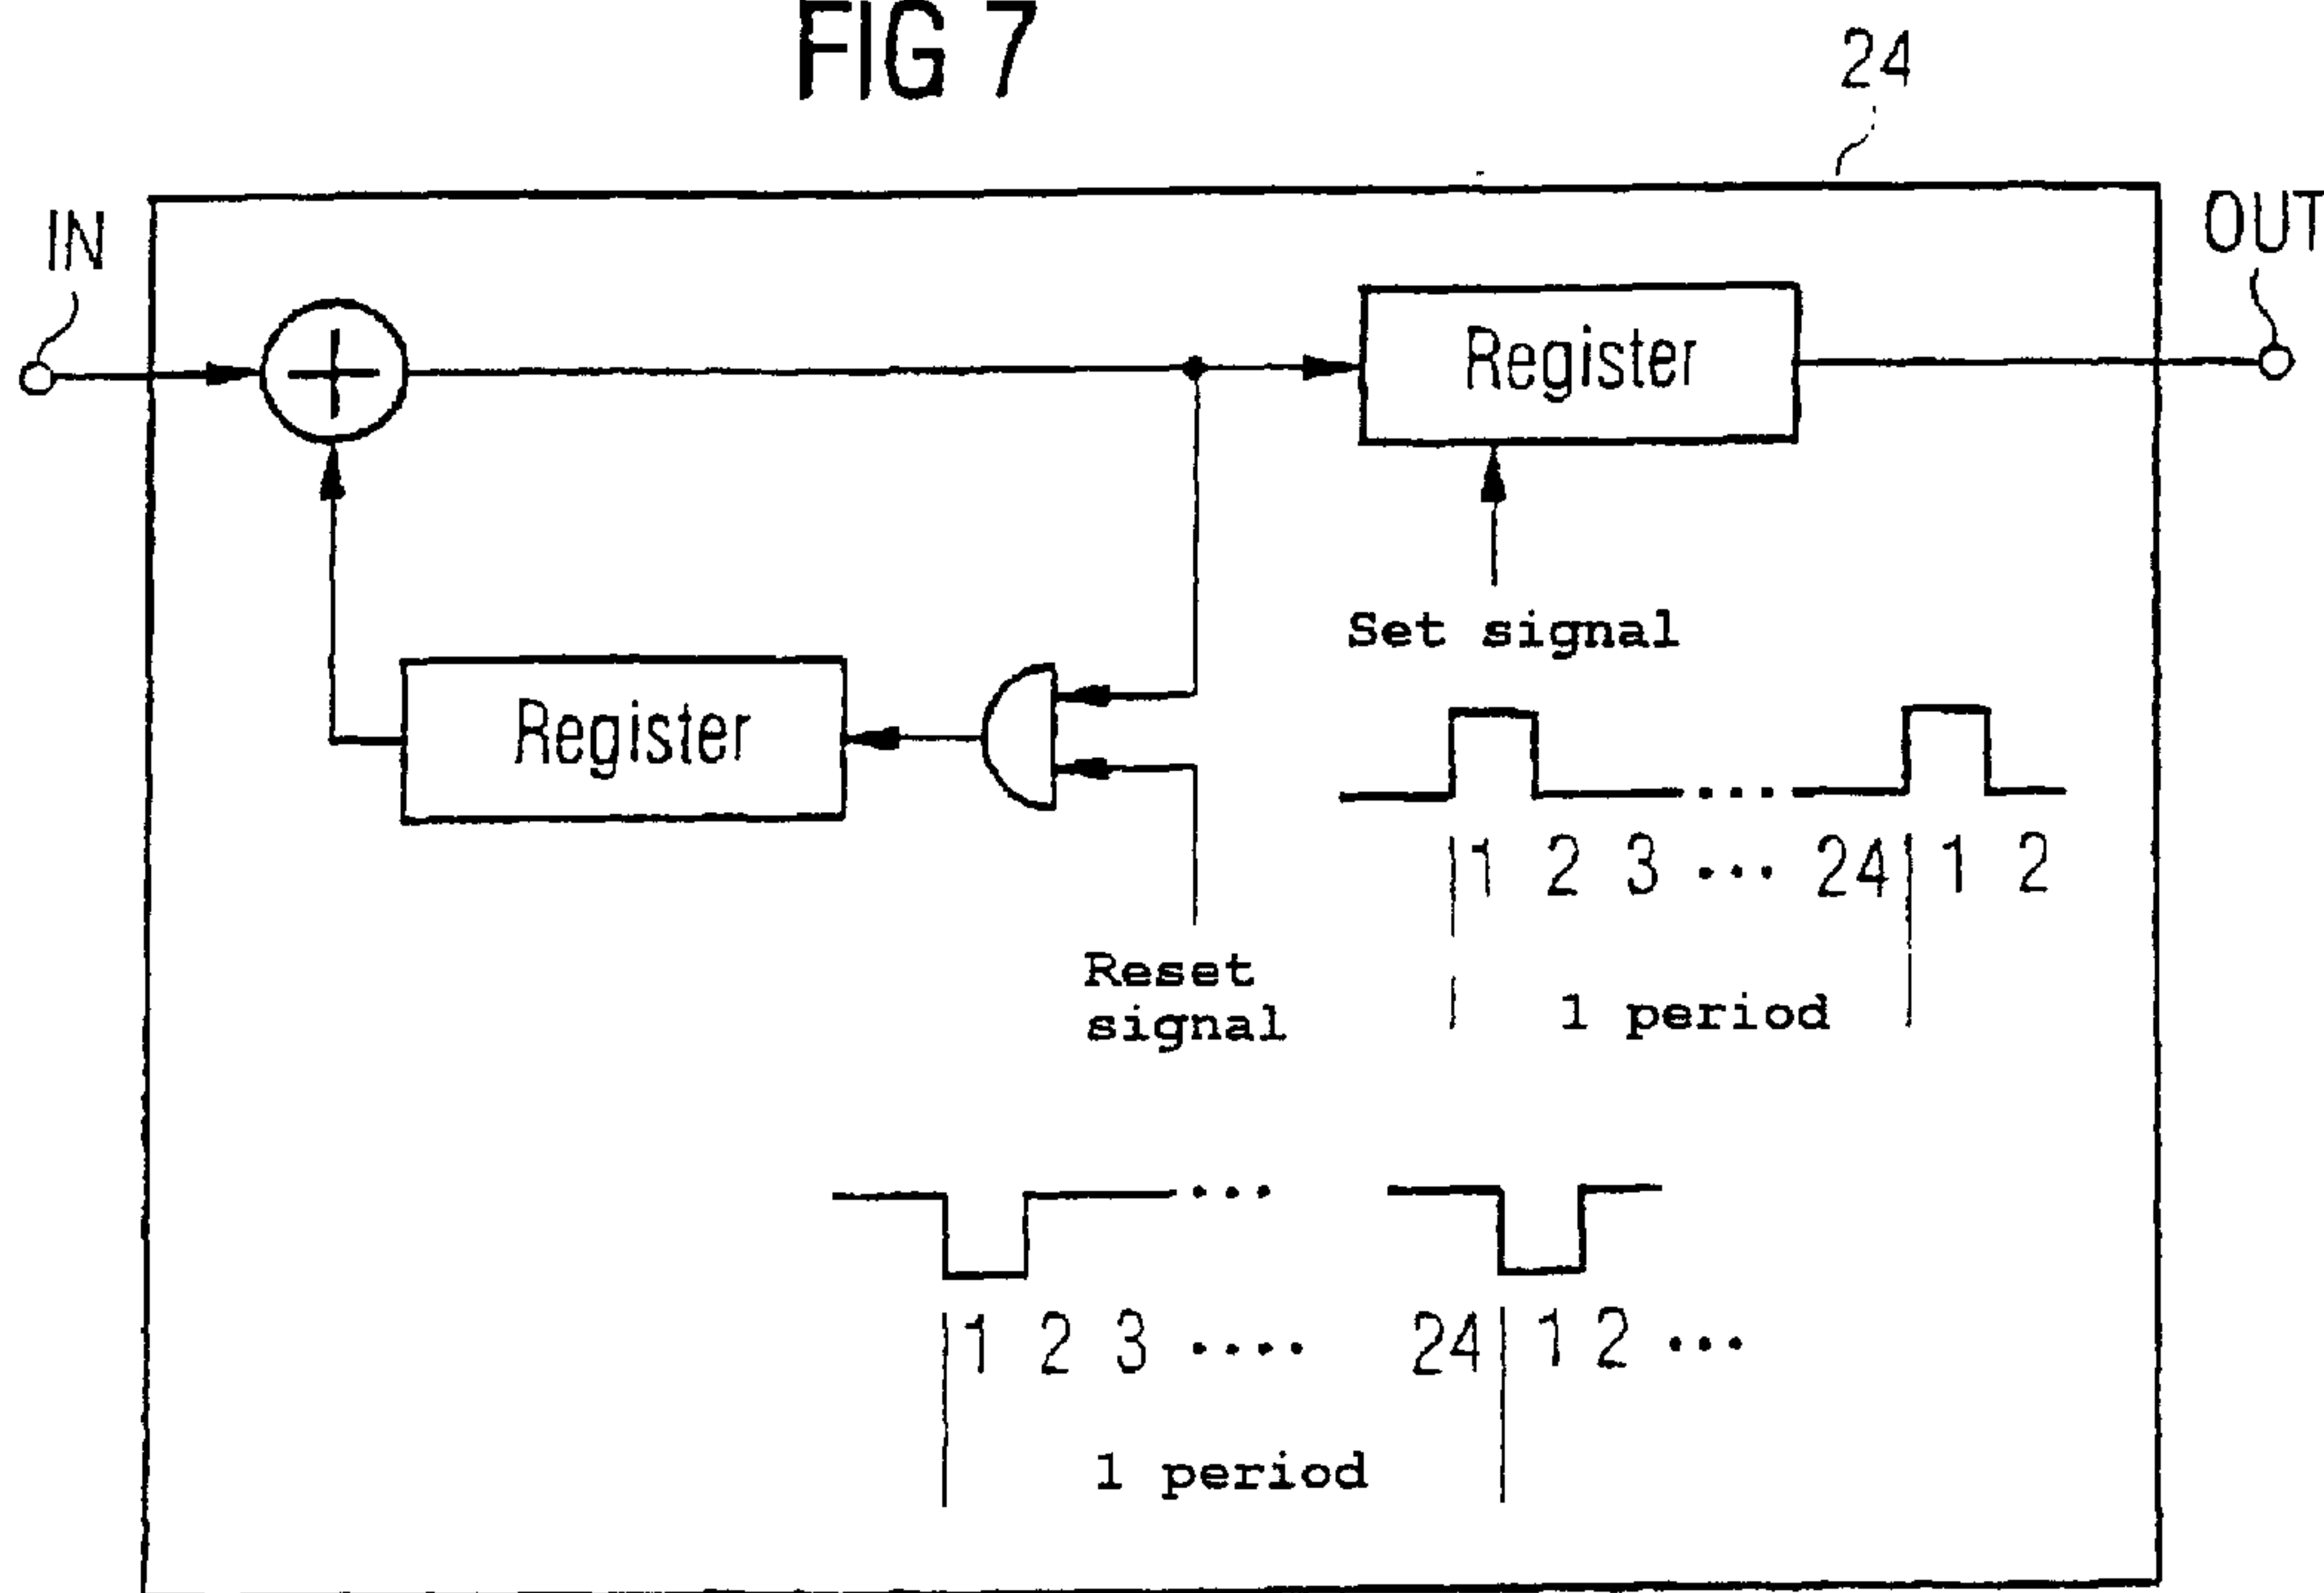 FIG 7
24
IN
OUT
Register
Set signal
Register
1 2 3 ... 24 1 2
Reset
signal
1 period
1 2 3 .... 24 1 2 ...
1 period